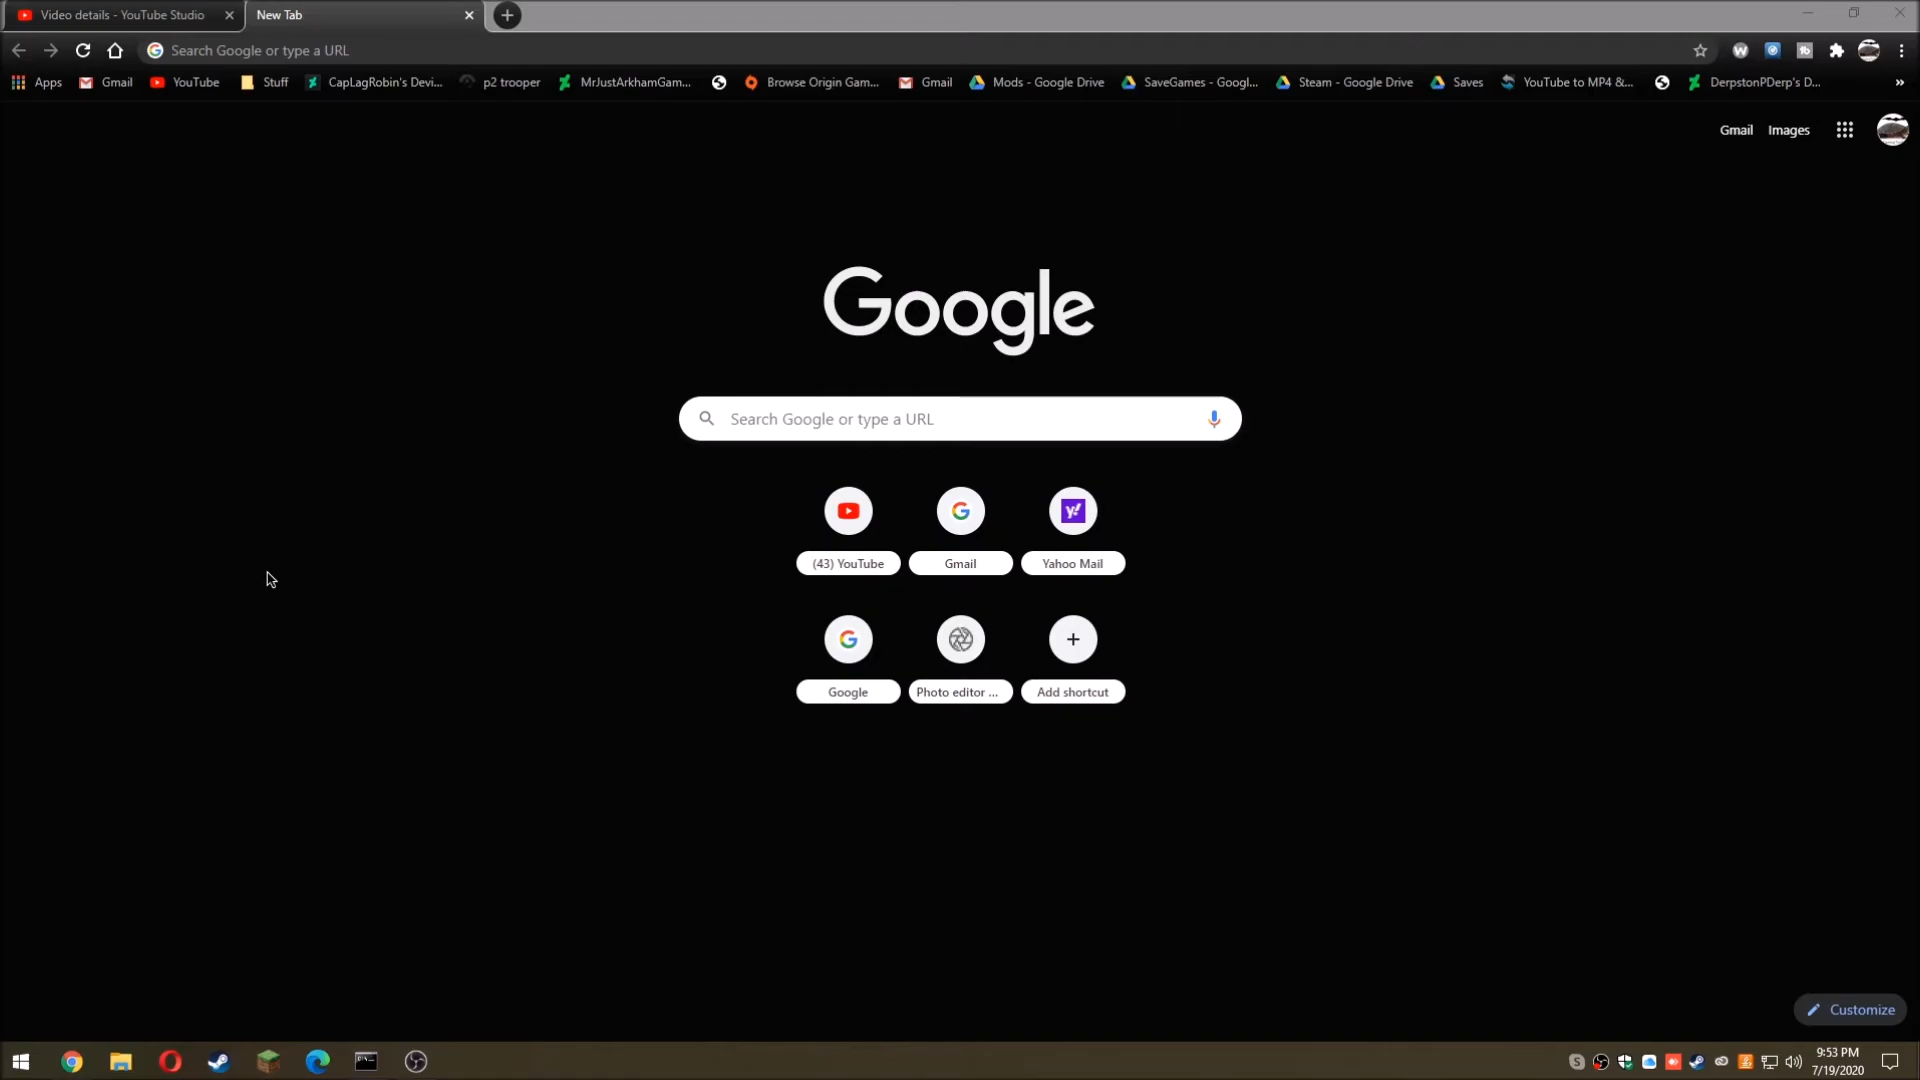 Video details - YouTube Studio
New Tab
Search Google or type a URL
Apps
Gmail
YouTube
Stuff
CapLagRobin's Devi...
p2 trooper
MrJustArkhamGam...
Browse Origin Gam...
Gmail
Mods - Google Drive
SaveGames - Googl...
Steam - Google Drive
Saves
YouTube to MP4 &...
DerpstonPDerp's D...
»
Gmail
Images
Google
Search Google or type a URL
(43) YouTube
Gmail
Yahoo Mail
Google
Photo editor ...
Add shortcut
Customize
9:53 PM
7/19/2020